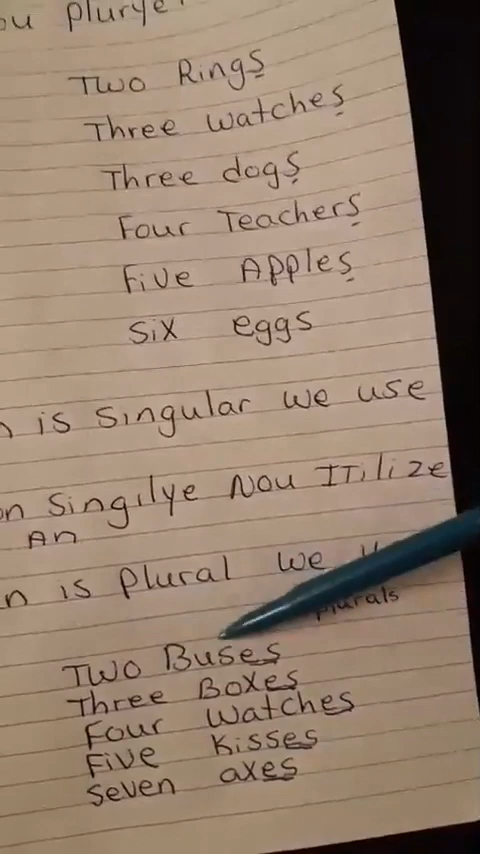 ou plurye
Two Rings
Three watches
Three dogs
Four Teachers
Five Apples
Six eggs
is Singular we use
Singilye Nou ITilize
An
is Plural we
plurals
Two Buses
Three Boxes
Four watches
Five Kisses
Seven axes